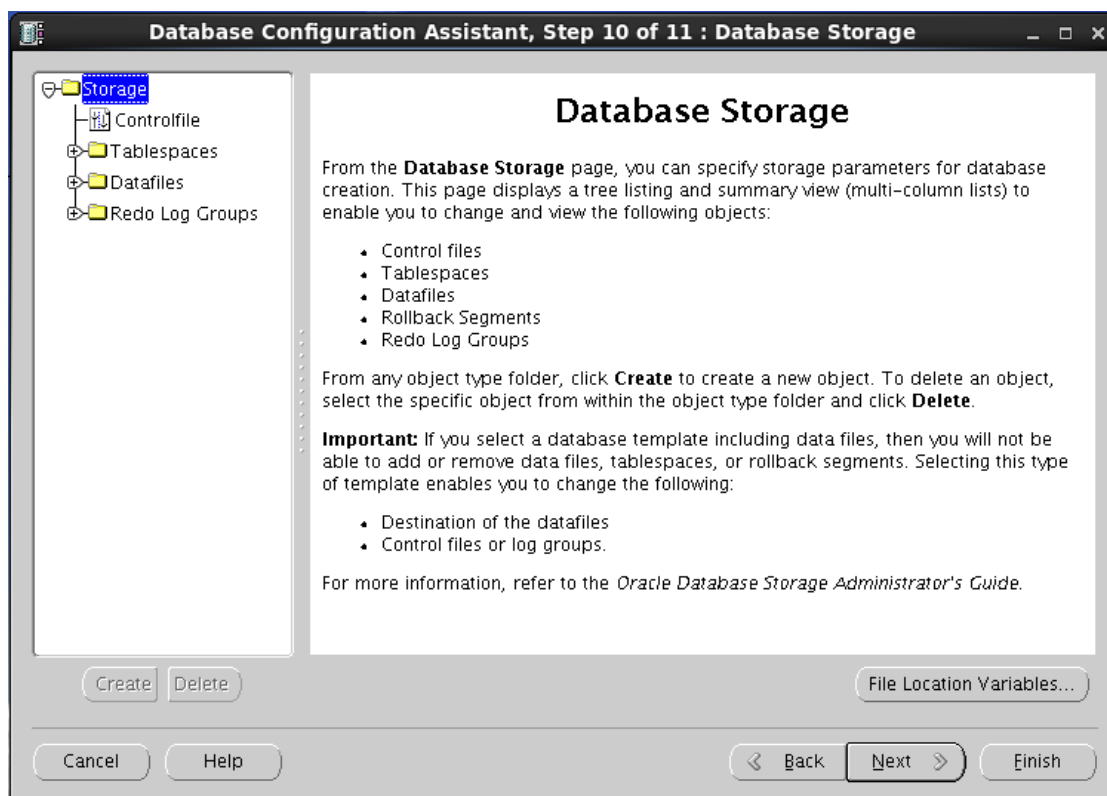 Database Configuration Assistant, Step 10 of 11 : Database Storage
Storage
Controlfile
Tablespaces
Datafiles
Redo Log Groups
Database Storage
From the Database Storage page, you can specify storage parameters for database
creation. This page displays a tree listing and summary view (multi-column lists) to
enable you to change and view the following objects:
Control files
Tablespaces
Datafiles
Rollback Segments
Redo Log Groups
From any object type folder, click Create to create a new object. To delete an object,
select the specific object from within the object type folder and click Delete.
Important: If you select a database template including data files, then you will not be
able to add or remove data files, tablespaces, or rollback segments. Selecting this type
of template enables you to change the following:
Destination of the datafiles
Control files or log groups.
For more information, refer to the Oracle Database Storage Administrator's Guide.
Create Delete
File Location Variables...
Cancel Help
Back Next Finish